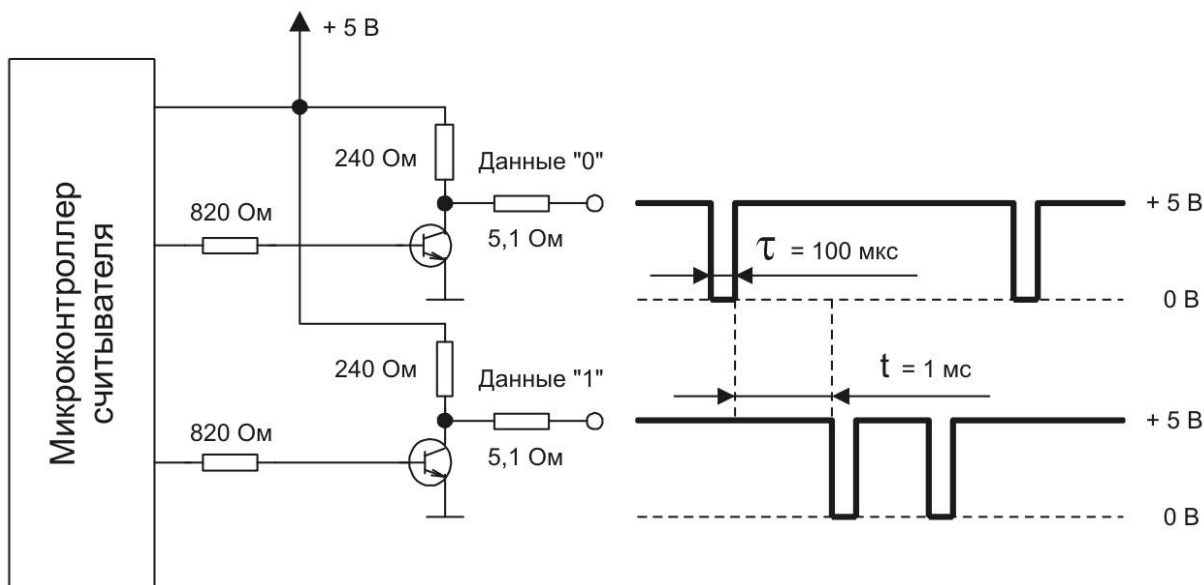 + 5 В
Микроконтроллер
считывателя
240 Ом
Данные "0"
820 Ом
5,1 Ом
+ 5 В
τ = 100 мкс
0 В
240 Ом
Данные "1"
t = 1 мс
820 Ом
5,1 Ом
+ 5 В
0 В